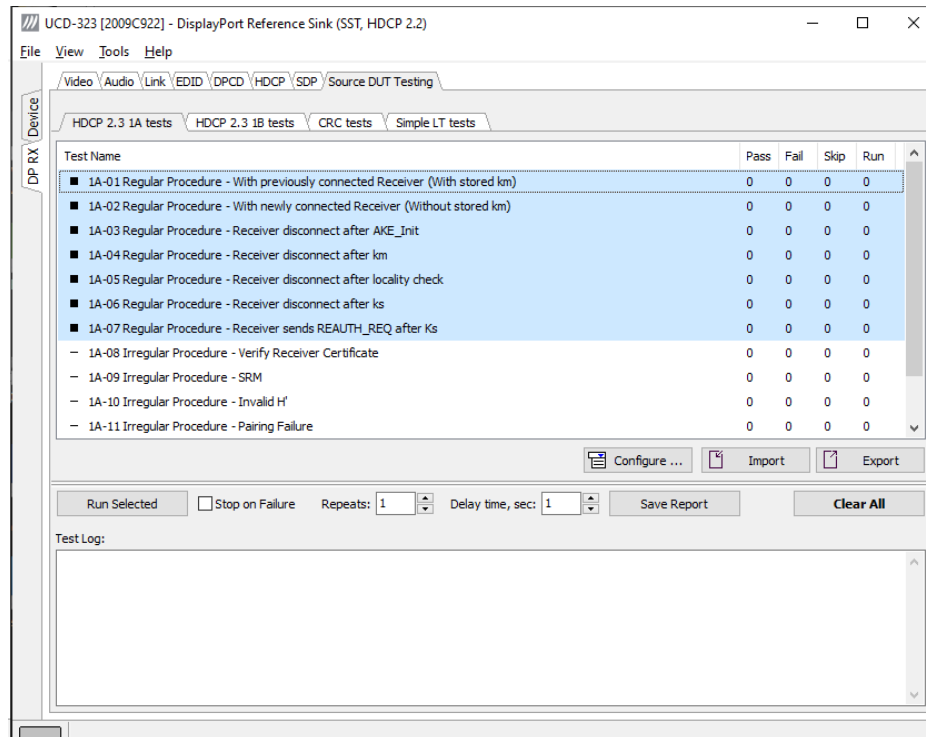 UCD-323 [2009C922] - DisplayPort Reference Sink (SST, HDCP 2.2)
File View Tools Help
Device
DP RX
Video Audio Link EDID DPCD HDCP SDP Source DUT Testing
HDCP 2.3 1A tests HDCP 2.3 1B tests CRC tests Simple LT tests
Test Name Pass Fail Skip Run
1A-01 Regular Procedure - With previously connected Receiver (With stored km) 0 0 0 0
1A-02 Regular Procedure - With newly connected Receiver (Without stored km) 0 0 0 0
1A-03 Regular Procedure - Receiver disconnect after AKE_Init 0 0 0 0
1A-04 Regular Procedure - Receiver disconnect after km 0 0 0 0
1A-05 Regular Procedure - Receiver disconnect after locality check 0 0 0 0
1A-06 Regular Procedure - Receiver disconnect after ks 0 0 0 0
1A-07 Regular Procedure - Receiver sends REAUTH_REQ after Ks 0 0 0 0
1A-08 Irregular Procedure - Verify Receiver Certificate 0 0 0 0
1A-09 Irregular Procedure - SRM 0 0 0 0
1A-10 Irregular Procedure - Invalid H' 0 0 0 0
1A-11 Irregular Procedure - Pairing Failure 0 0 0 0
Configure ... Import Export
Run Selected Stop on Failure Repeats: 1 Delay time, sec: 1 Save Report Clear All
Test Log: